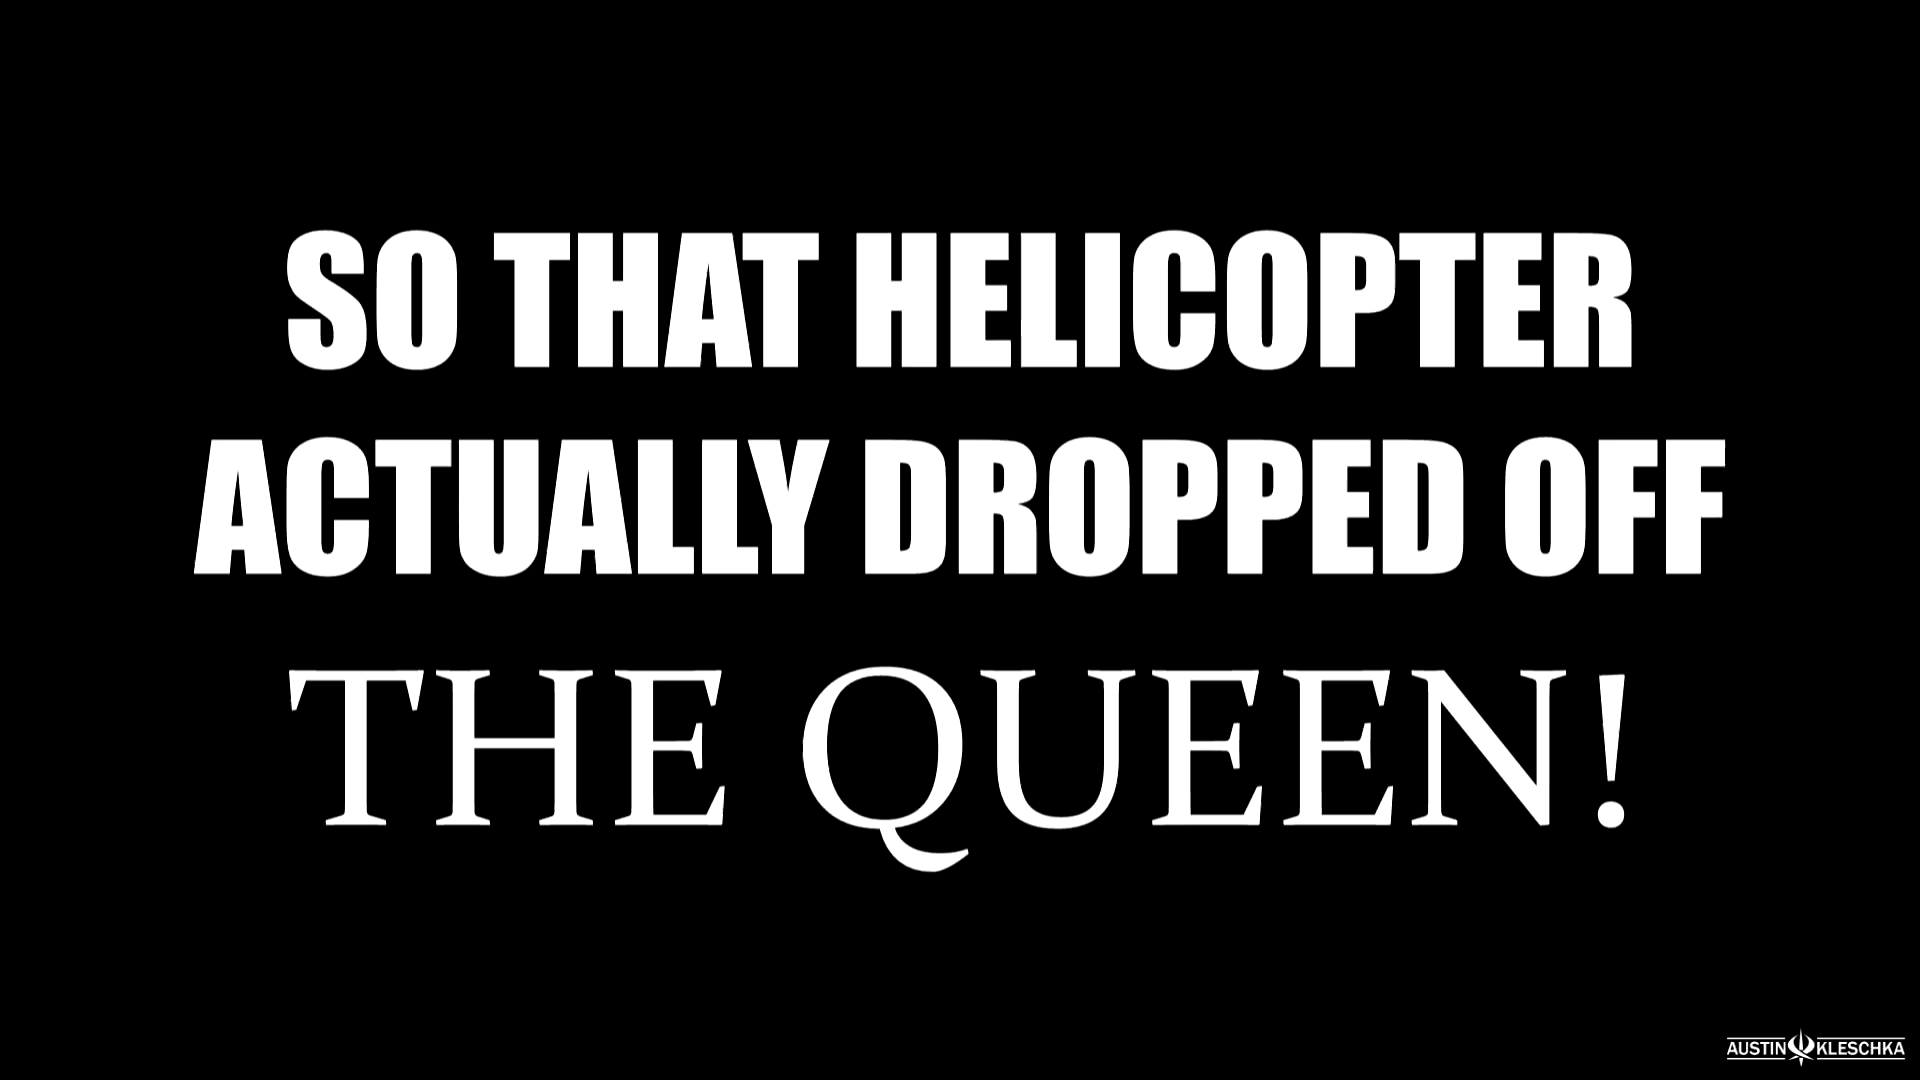 SO THAT HELICOPTER
ACTUALLY DROPPED OFF
THE QUEEN!
AUSTIN KLESCHKA